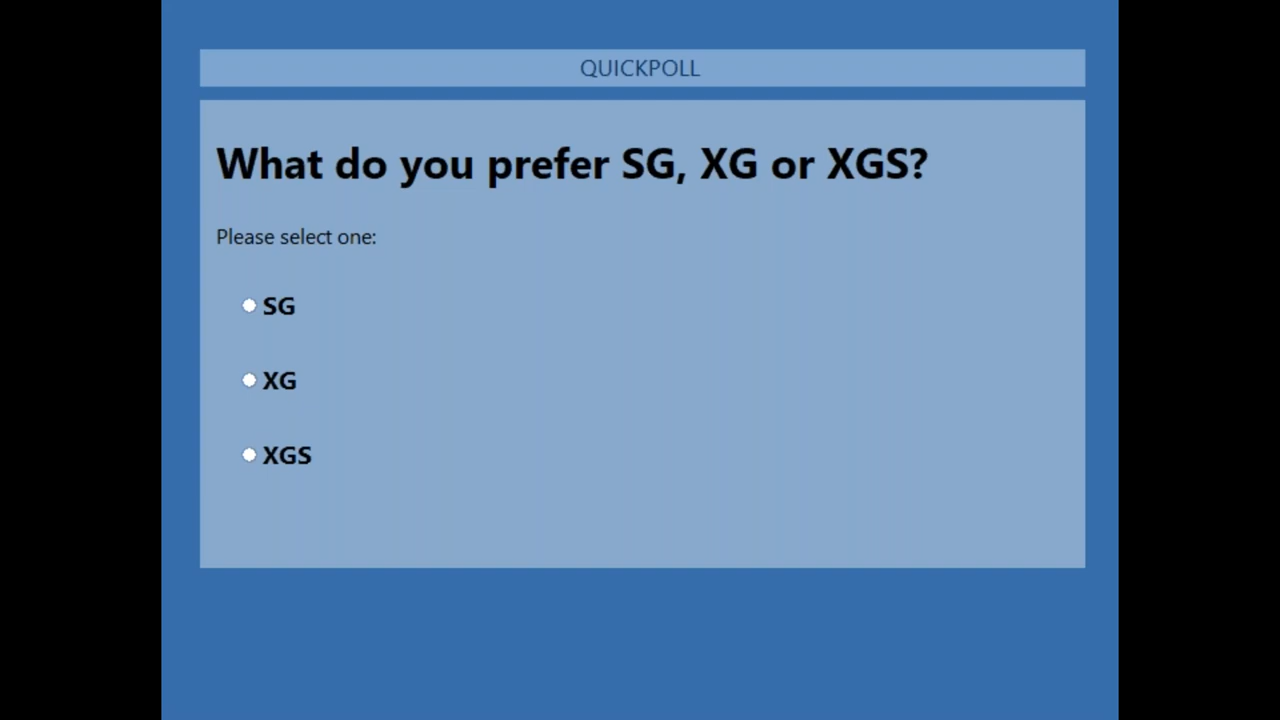 QUICKPOLL
What do you prefer SG, XG or XGS?
Please select one:
SG
XG
XGS